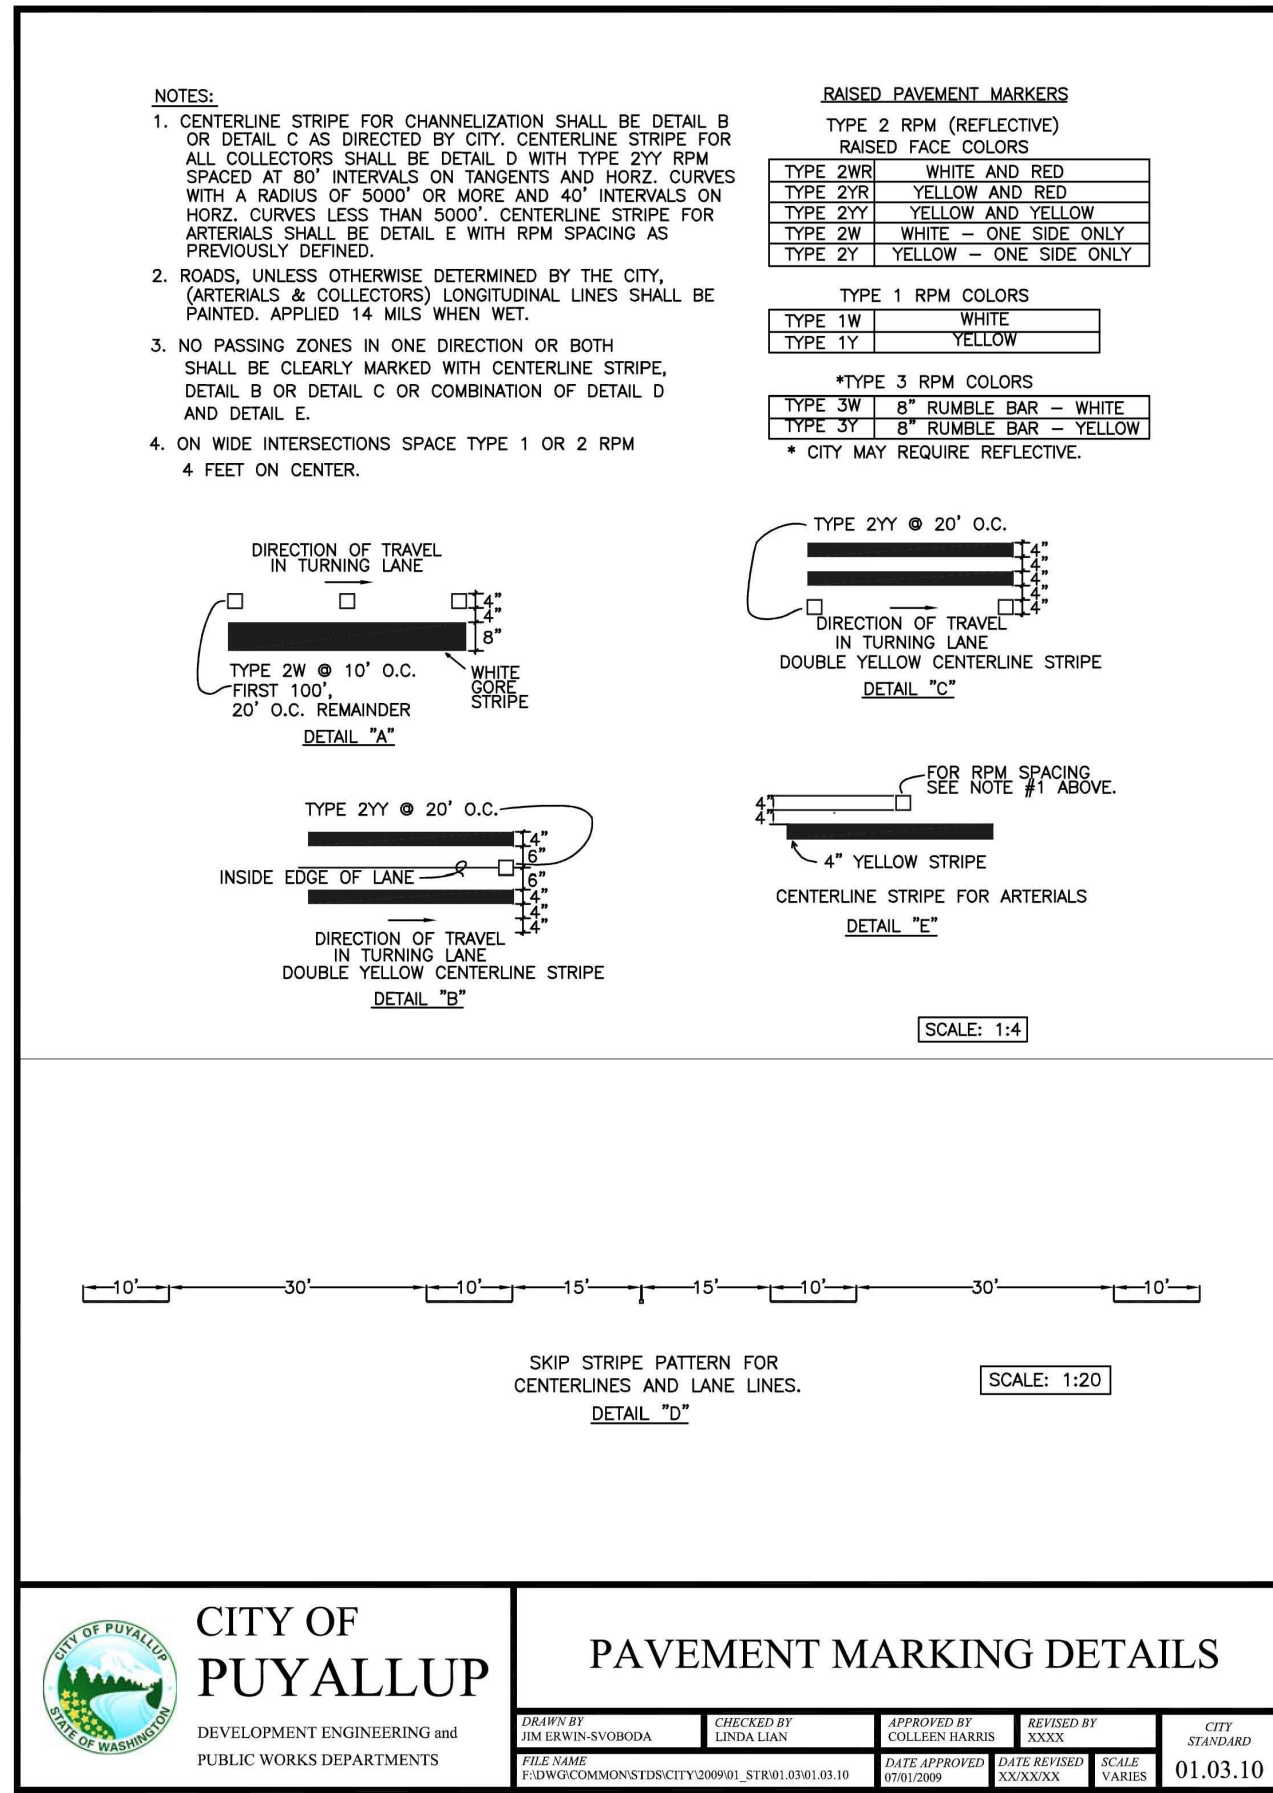 NOTES:
1. CENTERLINE STRIPE FOR CHANNELIZATION SHALL BE DETAIL B
OR DETAIL C AS DIRECTED BY CITY. CENTERLINE STRIPE FOR
ALL COLLECTORS SHALL BE DETAIL D WITH TYPE 2YY RPM
SPACED AT 80' INTERVALS ON TANGENTS AND HORZ. CURVES
WITH A RADIUS OF 5000' OR MORE AND 40' INTERVALS ON
HORZ. CURVES LESS THAN 5000'. CENTERLINE STRIPE FOR
ARTERIALS SHALL BE DETAIL E WITH RPM SPACING AS
PREVIOUSLY DEFINED.
2. ROADS, UNLESS OTHERWISE DETERMINED BY THE CITY,
(ARTERIALS & COLLECTORS) LONGITUDINAL LINES SHALL BE
PAINTED. APPLIED 14 MILS WHEN WET.
3. NO PASSING ZONES IN ONE DIRECTION OR BOTH
SHALL BE CLEARLY MARKED WITH CENTERLINE STRIPE,
DETAIL B OR DETAIL C OR COMBINATION OF DETAIL D
AND DETAIL E.
4. ON WIDE INTERSECTIONS SPACE TYPE 1 OR 2 RPM
4 FEET ON CENTER.
RAISED PAVEMENT MARKERS
TYPE 2 RPM (REFLECTIVE)
RAISED FACE COLORS
TYPE 2WR WHITE AND RED
TYPE 2YR YELLOW AND RED
TYPE 2YY YELLOW AND YELLOW
TYPE 2W WHITE – ONE SIDE ONLY
TYPE 2Y YELLOW – ONE SIDE ONLY
TYPE 1 RPM COLORS
TYPE 1W WHITE
TYPE 1Y YELLOW
*TYPE 3 RPM COLORS
TYPE 3W 8" RUMBLE BAR – WHITE
TYPE 3Y 8" RUMBLE BAR – YELLOW
* CITY MAY REQUIRE REFLECTIVE.
DIRECTION OF TRAVEL
IN TURNING LANE
4"
4"
8"
TYPE 2W @ 10' O.C.
FIRST 100',
20' O.C. REMAINDER
WHITE
GORE
STRIPE
DETAIL "A"
TYPE 2YY @ 20' O.C.
4"
4"
4"
4"
4"
DIRECTION OF TRAVEL
IN TURNING LANE
DOUBLE YELLOW CENTERLINE STRIPE
DETAIL "C"
TYPE 2YY @ 20' O.C.
4"
6"
INSIDE EDGE OF LANE
6"
4"
4"
4"
DIRECTION OF TRAVEL
IN TURNING LANE
DOUBLE YELLOW CENTERLINE STRIPE
DETAIL "B"
FOR RPM SPACING
SEE NOTE #1 ABOVE.
4"
4"
4" YELLOW STRIPE
CENTERLINE STRIPE FOR ARTERIALS
DETAIL "E"
SCALE: 1:4
10' 30' 10' 15' 15' 10' 30' 10'
SKIP STRIPE PATTERN FOR
CENTERLINES AND LANE LINES.
DETAIL "D"
SCALE: 1:20
CITY OF PUYALLUP
STATE OF WASHINGTON
CITY OF
PUYALLUP
DEVELOPMENT ENGINEERING and
PUBLIC WORKS DEPARTMENTS
PAVEMENT MARKING DETAILS
DRAWN BY
JIM ERWIN-SVOBODA
CHECKED BY
LINDA LIAN
APPROVED BY
COLLEEN HARRIS
REVISED BY
XXXX
FILE NAME
F:\DWG\COMMON\STDS\CITY\2009\01_STR\01.03\01.03.10
DATE APPROVED
07/01/2009
DATE REVISED
XX/XX/XX
SCALE
VARIES
CITY
STANDARD
01.03.10